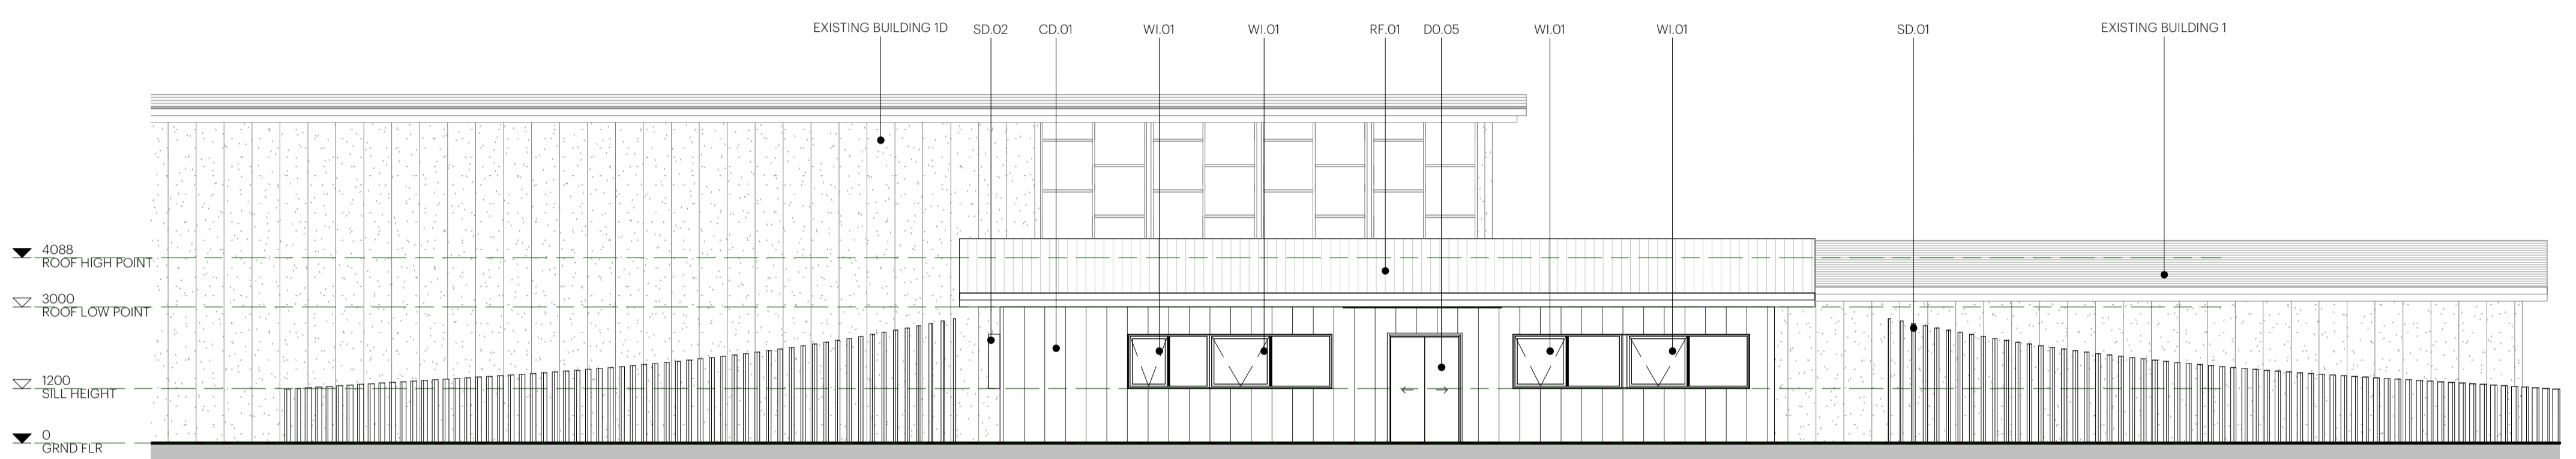 EXISTING BUILDING 1D
SD.02
CD.01
WI.01
WI.01
RF.01
D0.05
WI.01
WI.01
SD.01
EXISTING BUILDING 1
4088
ROOF HIGH POINT
3000
ROOF LOW POINT
1200
SILL HEIGHT
0
GRND FLR